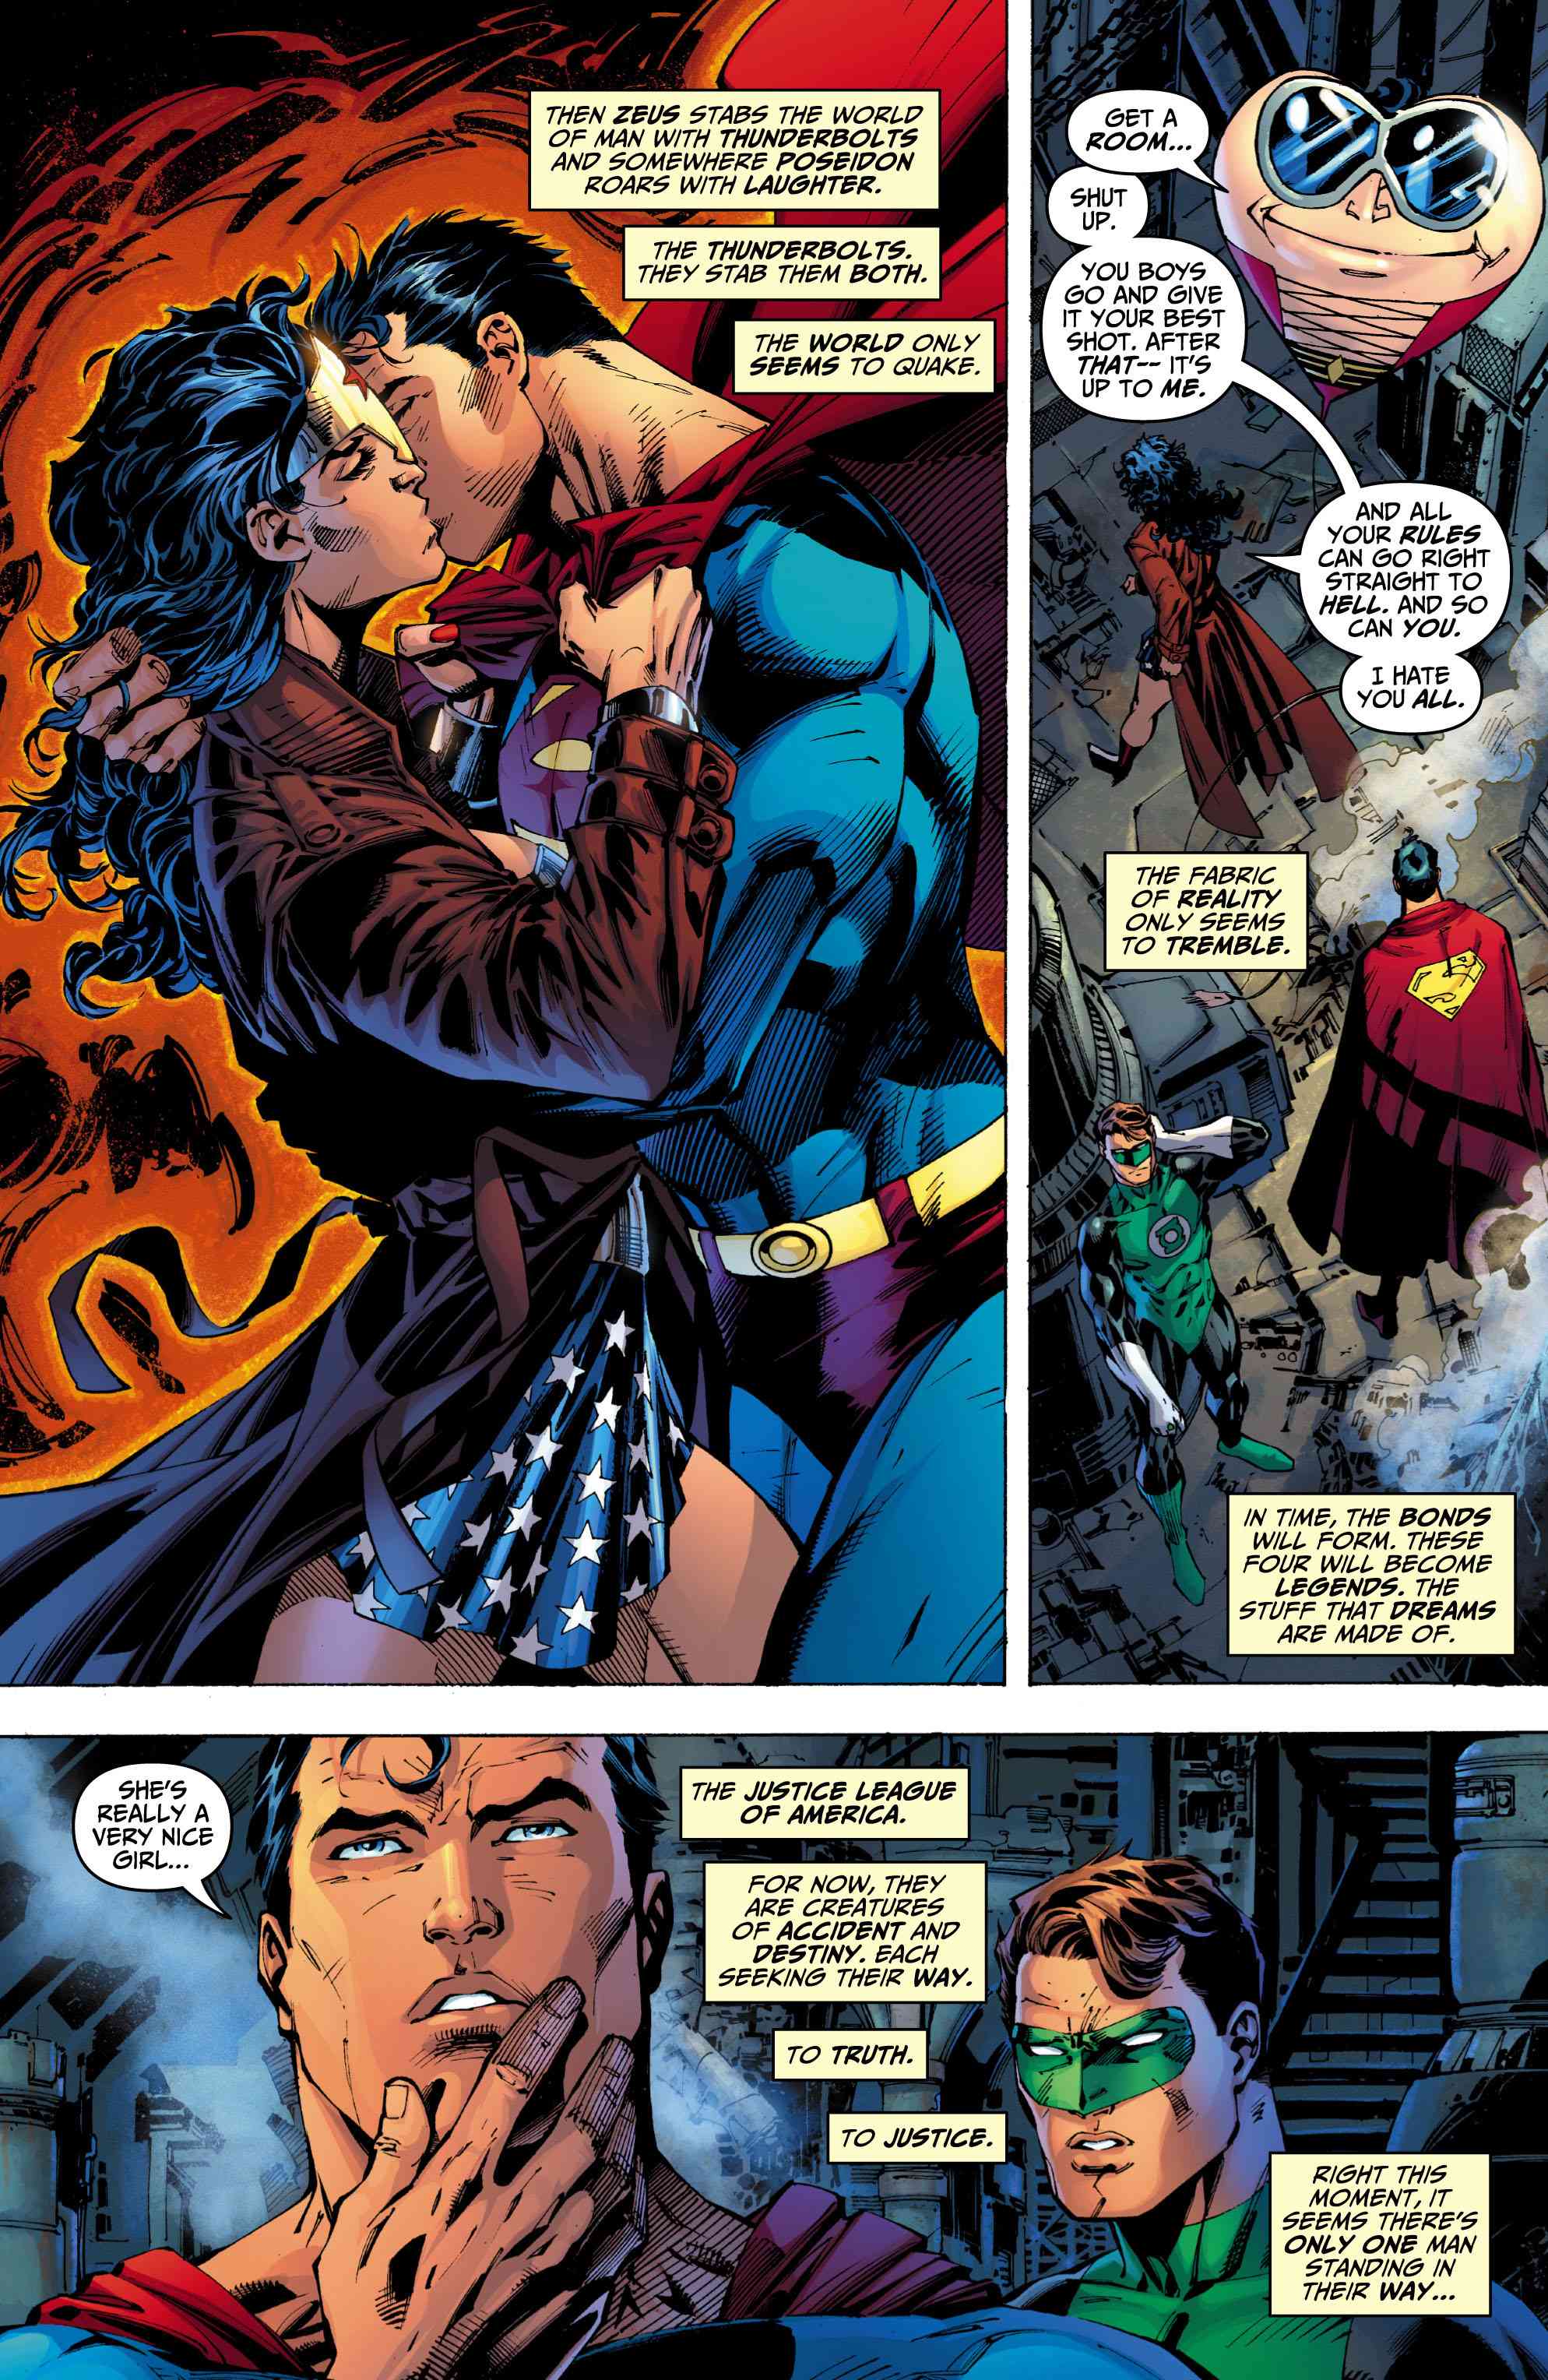 THEN ZEUS STABS THE WORLD
OF MAN WITH THUNDERBOLTS
AND SOMEWHERE POSEIDON
ROARS WITH LAUGHTER.
THE THUNDERBOLTS.
THEY STAB THEM BOTH.
THE WORLD ONLY
SEEMS TO QUAKE.
GET A
ROOM...
SHUT
UP.
YOU BOYS
GO AND GIVE
IT YOUR BEST
SHOT. AFTER
THAT-- IT'S
UP TO ME.
AND ALL
YOUR RULES
CAN GO RIGHT
STRAIGHT TO
HELL. AND SO
CAN YOU.
I HATE
YOU ALL.
THE FABRIC
OF REALITY
ONLY SEEMS
TO TREMBLE.
IN TIME, THE BONDS
WILL FORM. THESE
FOUR WILL BECOME
LEGENDS. THE
STUFF THAT DREAMS
ARE MADE OF.
SHE'S
REALLY A
VERY NICE
GIRL...
THE JUSTICE LEAGUE
OF AMERICA.
FOR NOW, THEY
ARE CREATURES
OF ACCIDENT AND
DESTINY. EACH
SEEKING THEIR WAY.
TO TRUTH.
TO JUSTICE.
RIGHT THIS
MOMENT, IT
SEEMS THERE'S
ONLY ONE MAN
STANDING IN
THEIR WAY...